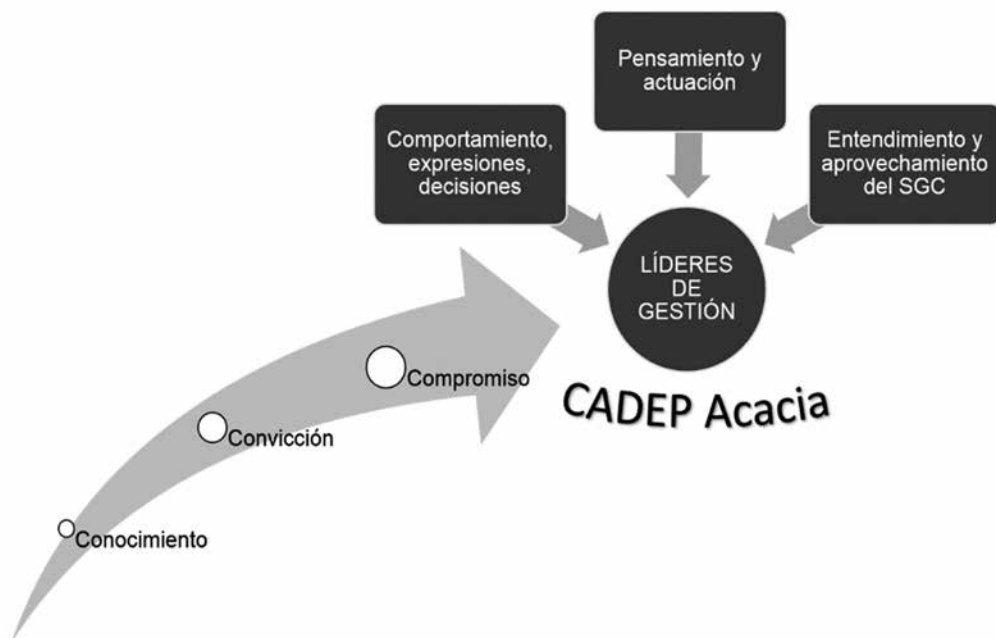 Pensamiento y
actuación
Comportamiento,
expresiones,
decisiones
Entendimiento y
aprovechamiento
del SGC
LÍDERES
DE
GESTIÓN
CADEP Acacia
Compromiso
Convicción
Conocimiento